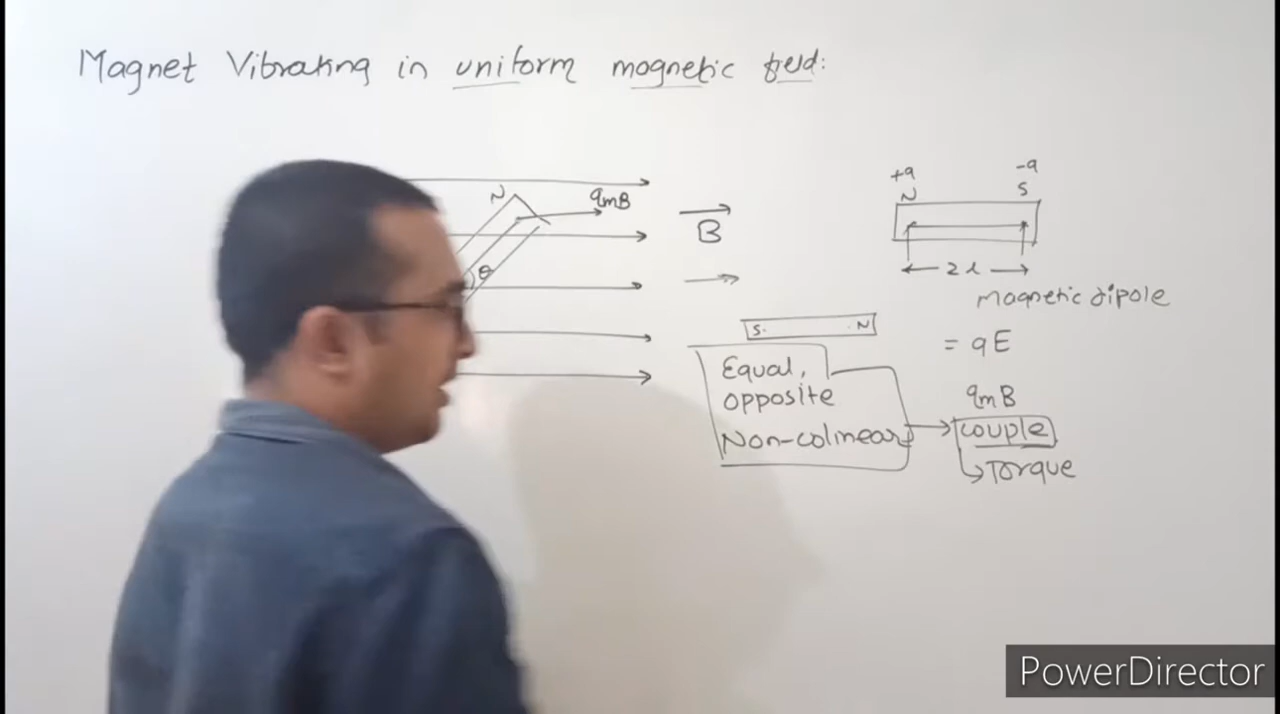 Magnet Vibrating in uniform magnetic field:
N
qmB
θ
B
+q
N
-q
S
2l
magnetic dipole
S N
= qE
Equal,
opposite
Non-colinear
qmB
couple
Torque
PowerDirector